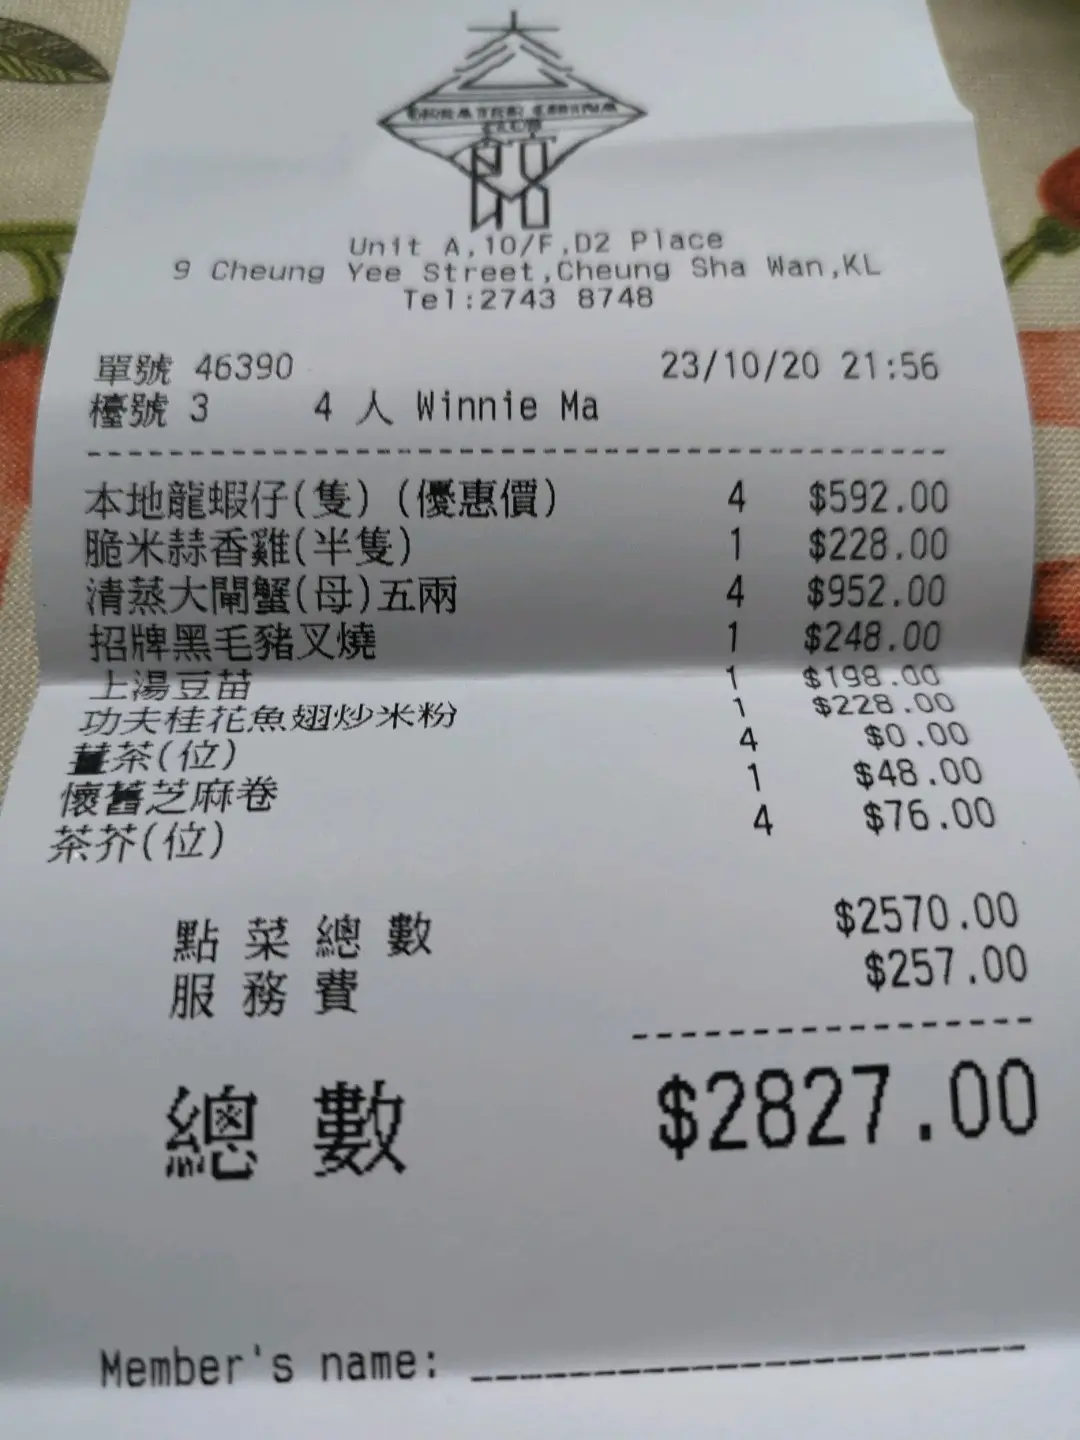 GREATER CHINA
CLUB
Unit A,10/F,D2 Place
9 Cheung Yee Street,Cheung Sha Wan,KL
Tel:2743 8748
單號 46390 23/10/20 21:56
檯號 3 4 人 Winnie Ma
本地龍蝦仔(隻)(優惠價) 4 $592.00
脆米蒜香雞(半隻) 1 $228.00
清蒸大閘蟹(母)五兩 4 $952.00
招牌黑毛豬叉燒 1 $248.00
上湯豆苗 1 $198.00
功夫桂花魚翅炒米粉 1 $228.00
薑茶(位) 4 $0.00
懷舊芝麻卷 1 $48.00
茶芥(位) 4 $76.00
點菜總數 $2570.00
服務費 $257.00
總數 $2827.00
Member's name: